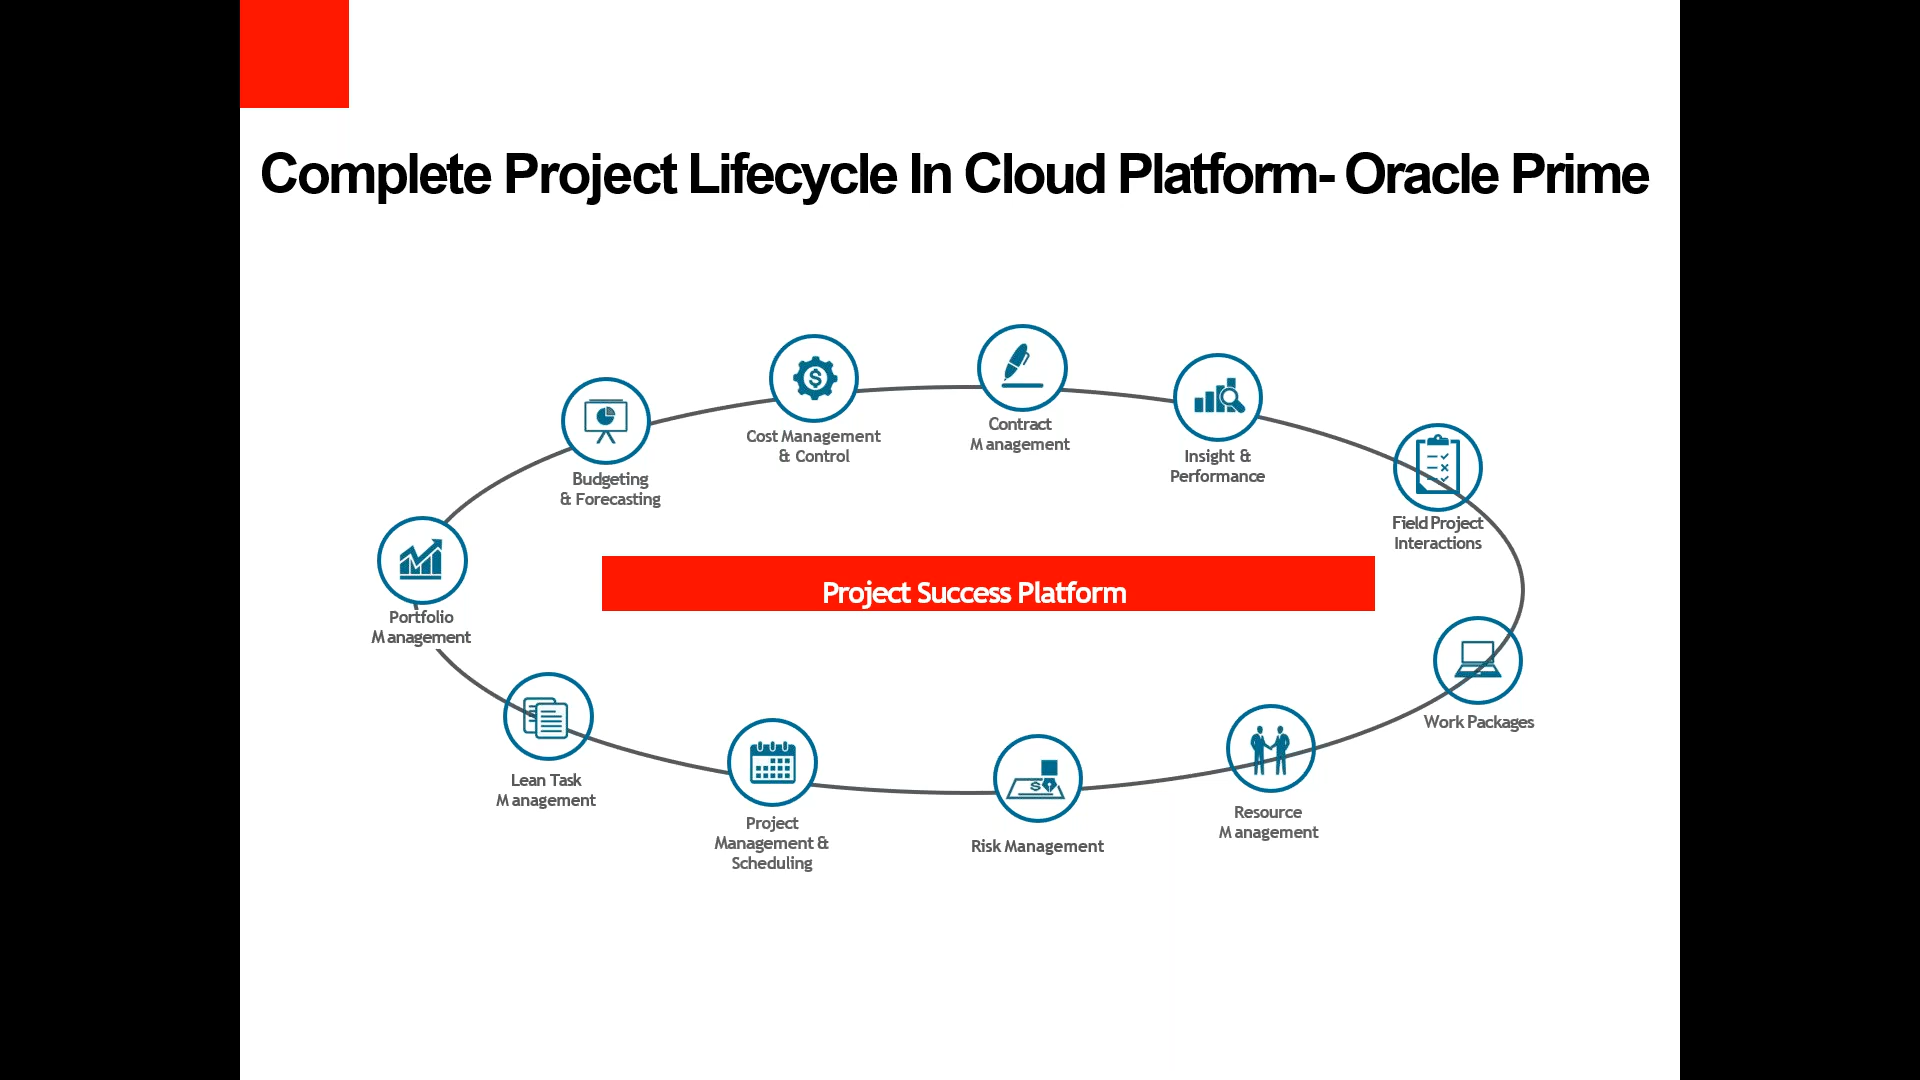 Complete Project Lifecycle In Cloud Platform- Oracle Prime
Contract
Management
Cost Management
& Control
Insight &
Performance
Budgeting
& Forecasting
Field Project
Interactions
Project Success Platform
Portfolio
Management
Work Packages
Lean Task
Management
Resource
Management
Project
Management &
Scheduling
Risk Management